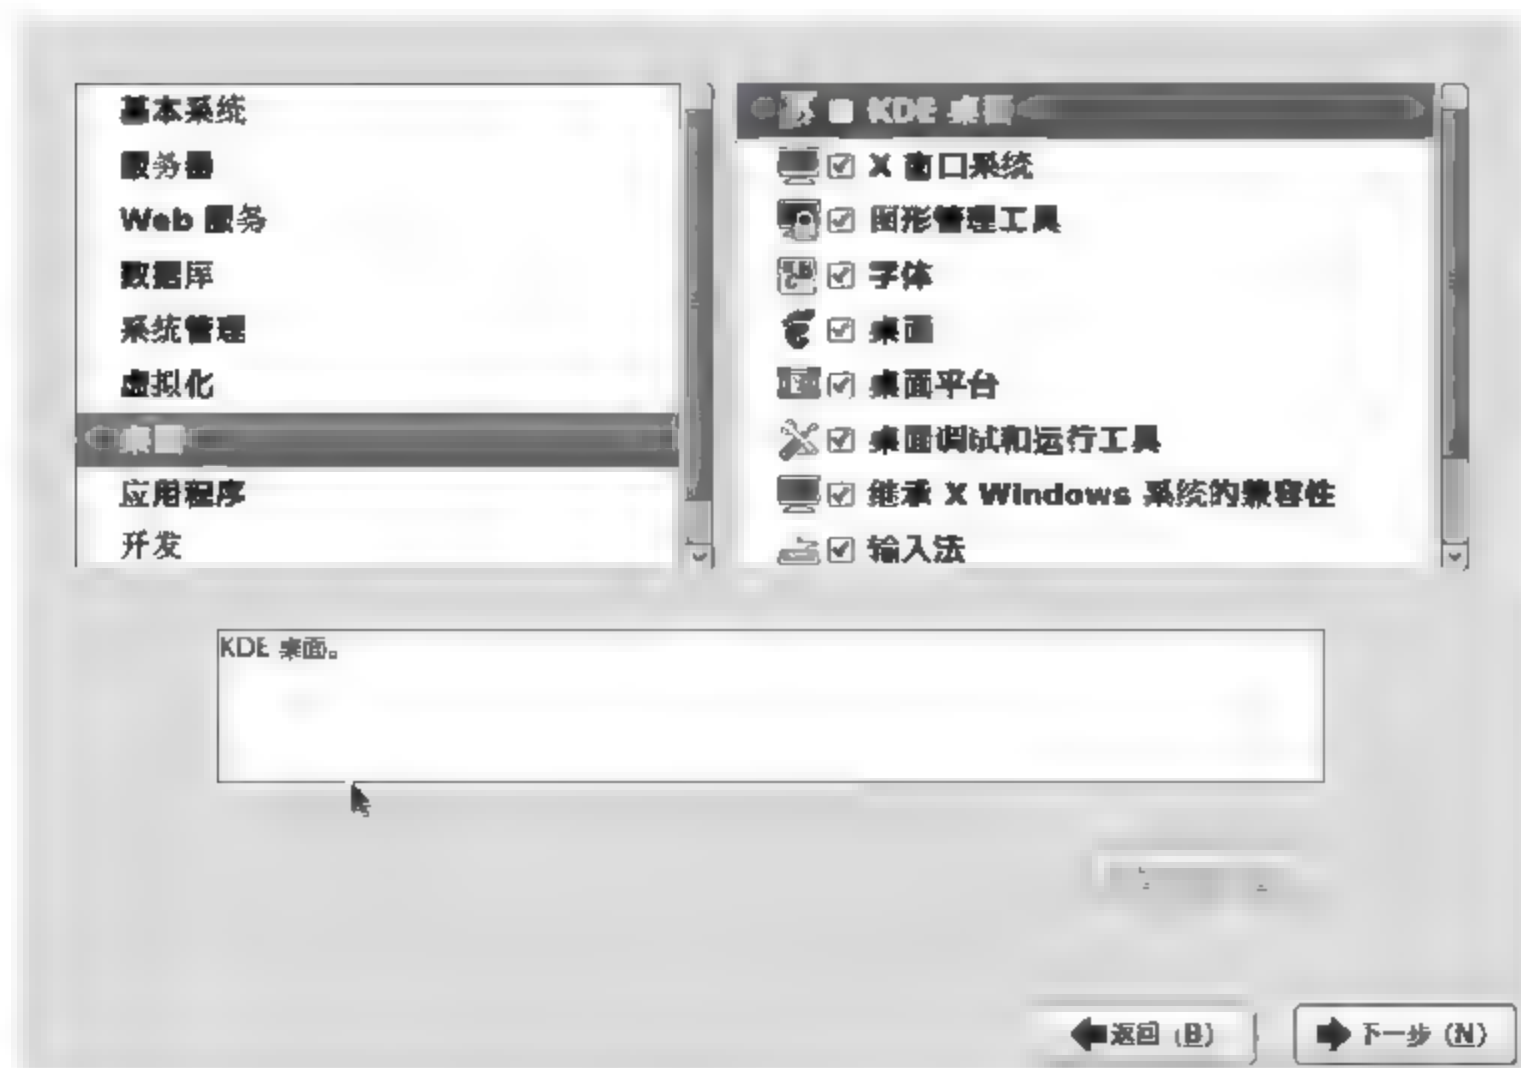 基本系统
服务器
Web 服务
数据库
系统管理
虚拟化
桌面
应用程序
开发
KDE 桌面
X 窗口系统
图形管理工具
字体
桌面
桌面平台
桌面调试和运行工具
继承 X Windows 系统的兼容性
输入法
KDE 桌面。
返回 (B)
下一步 (N)